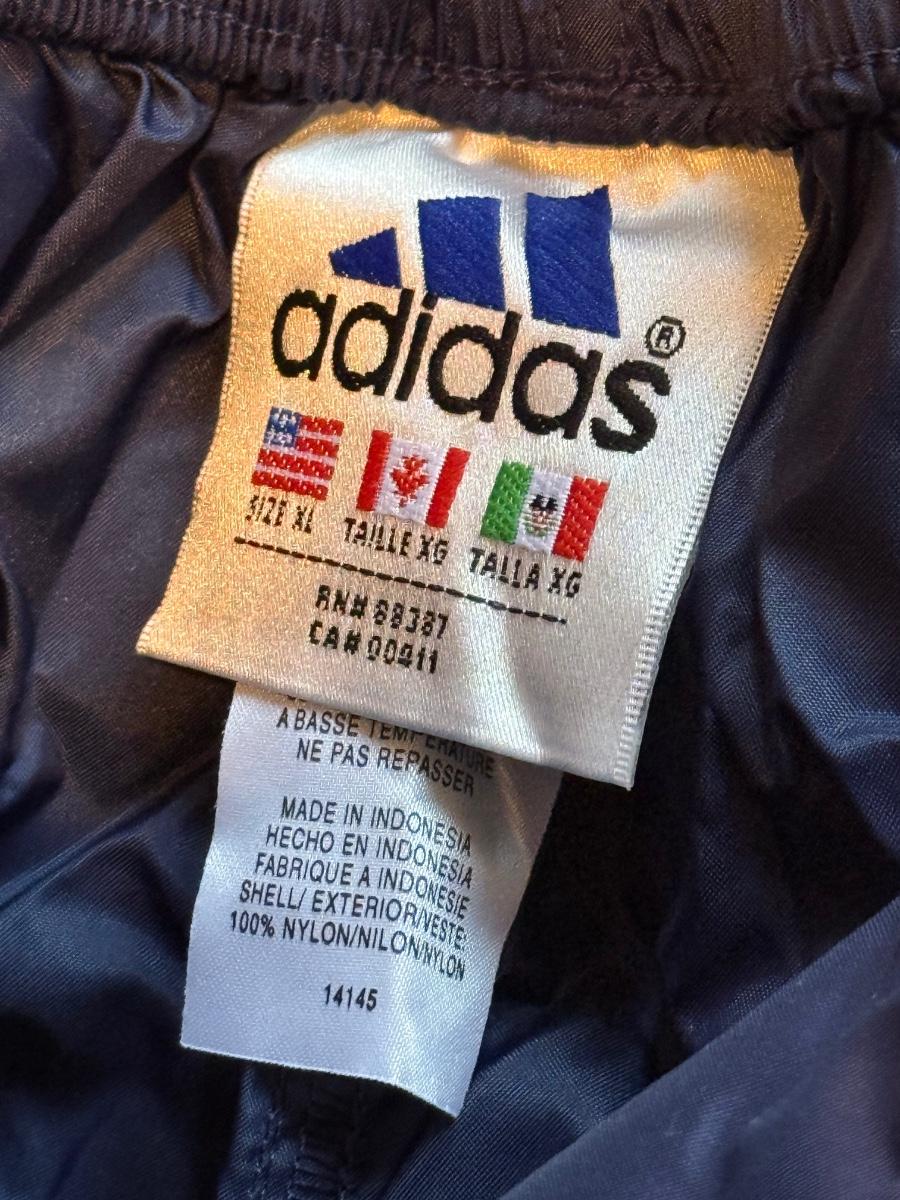 adidas®
SIZE XL
TAILLE XG
TALLA XG
RN# 88387
CA# 00411
A BASSE TEMPERATURE
NE PAS REPASSER
MADE IN INDONESIA
HECHO EN INDONESIA
FABRIQUE A INDONESIE
SHELL/ EXTERIOR/NESTE:
100% NYLON/NILON/NYLON
14145